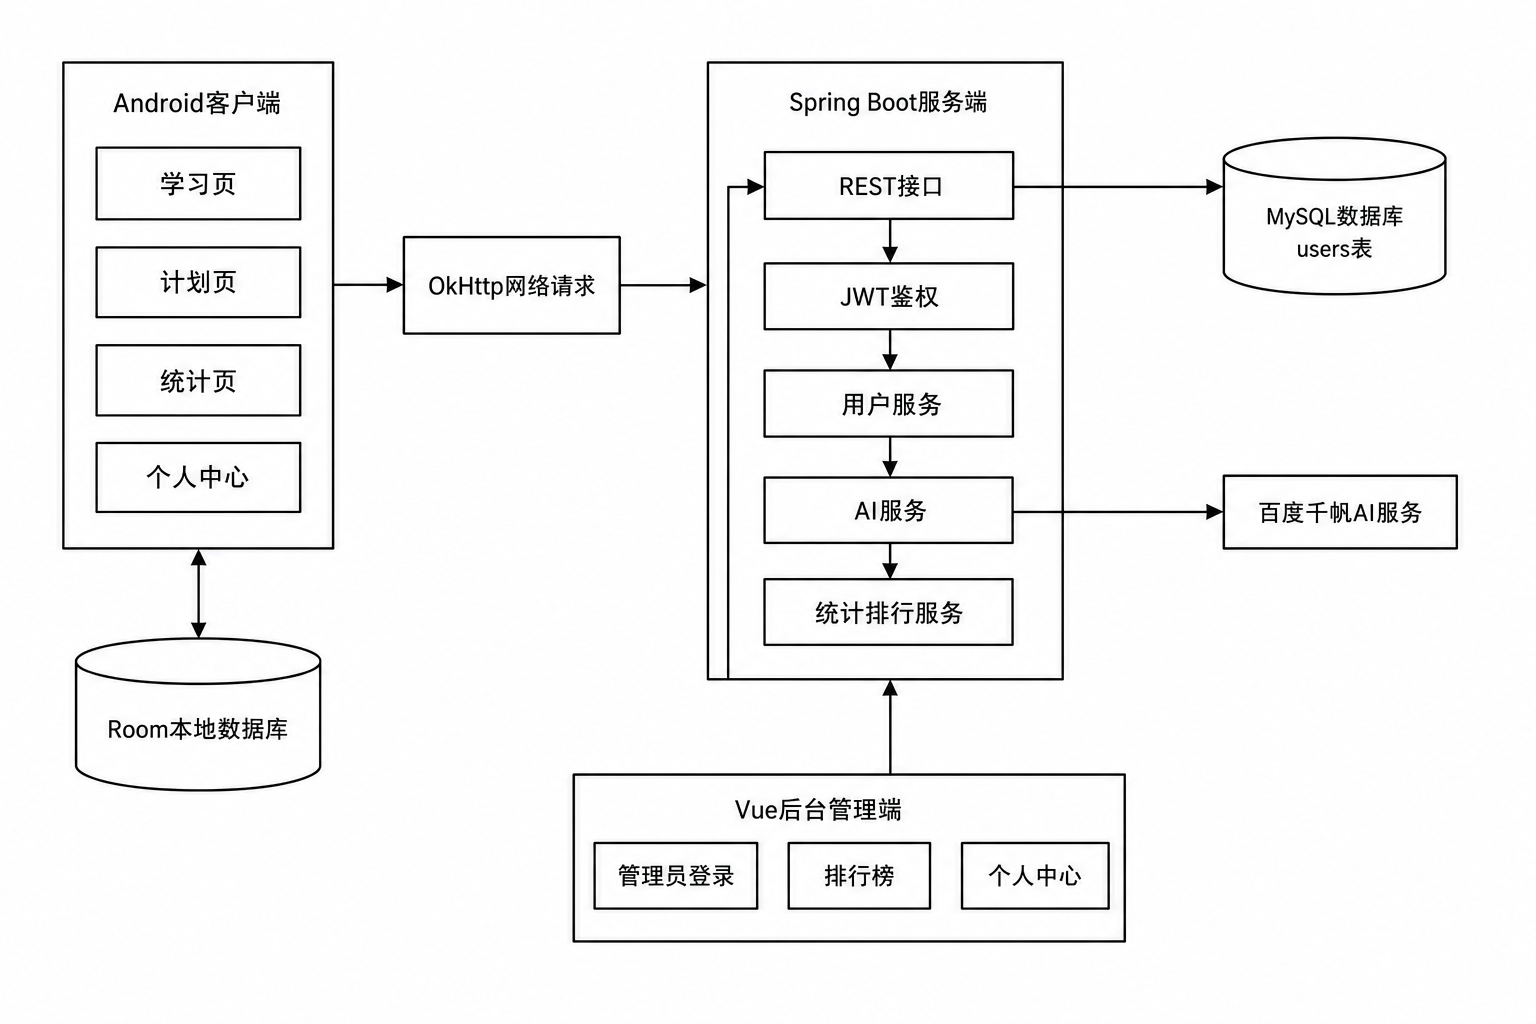 Android客户端
学习页
计划页
统计页
个人中心
Room本地数据库
OkHttp网络请求
Spring Boot服务端
REST接口
JWT鉴权
用户服务
AI服务
统计排行服务
MySQL数据库
users表
百度千帆AI服务
Vue后台管理端
管理员登录
排行榜
个人中心